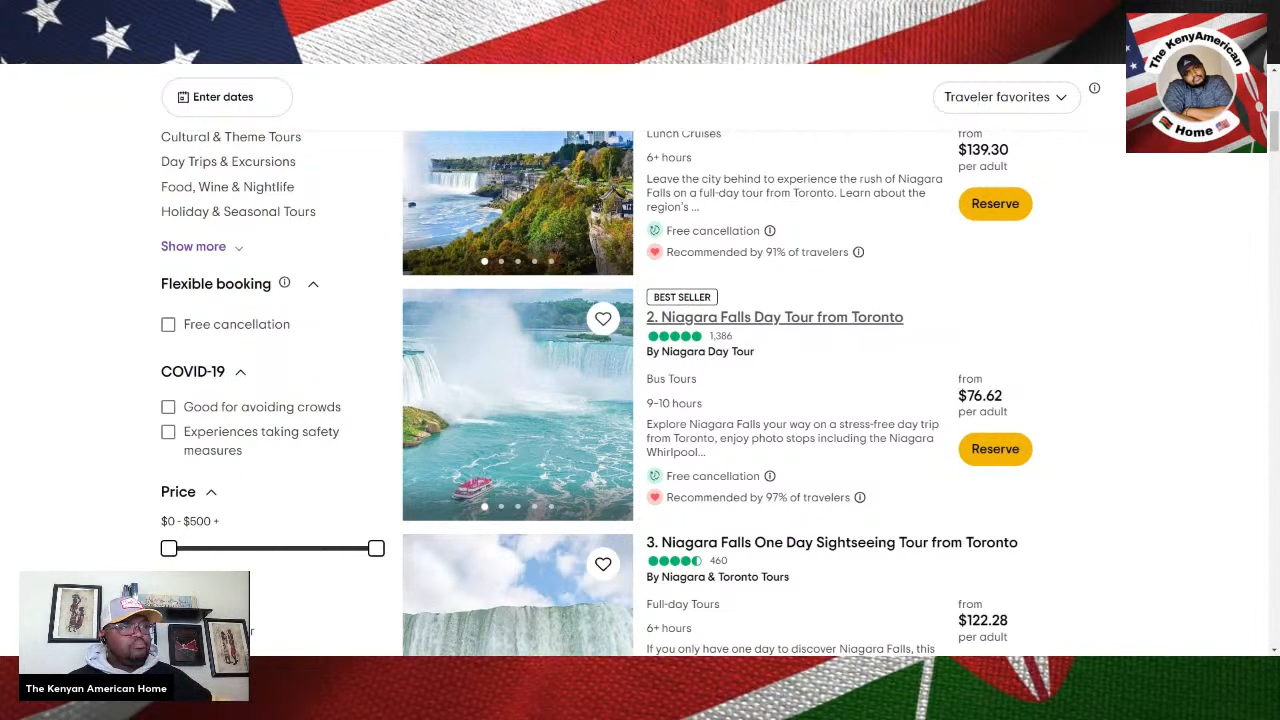 The KenyAmerican
Home
Enter dates
Traveler favorites
Cultural & Theme Tours
Day Trips & Excursions
Food, Wine & Nightlife
Holiday & Seasonal Tours
Show more
Flexible booking
Free cancellation
COVID-19
Good for avoiding crowds
Experiences taking safety
measures
Price
$0 - $500 +
Lunch Cruises
6+ hours
Leave the city behind to experience the rush of Niagara
Falls on a full-day tour from Toronto. Learn about the
region's ...
Free cancellation
Recommended by 91% of travelers
from
$139.30
per adult
Reserve
BEST SELLER
2. Niagara Falls Day Tour from Toronto
1,386
By Niagara Day Tour
Bus Tours
9-10 hours
Explore Niagara Falls your way on a stress-free day trip
from Toronto, enjoy photo stops including the Niagara
Whirlpool...
Free cancellation
Recommended by 97% of travelers
from
$76.62
per adult
Reserve
3. Niagara Falls One Day Sightseeing Tour from Toronto
460
By Niagara & Toronto Tours
Full-day Tours
6+ hours
If you only have one day to discover Niagara Falls, this
from
$122.28
per adult
The Kenyan American Home